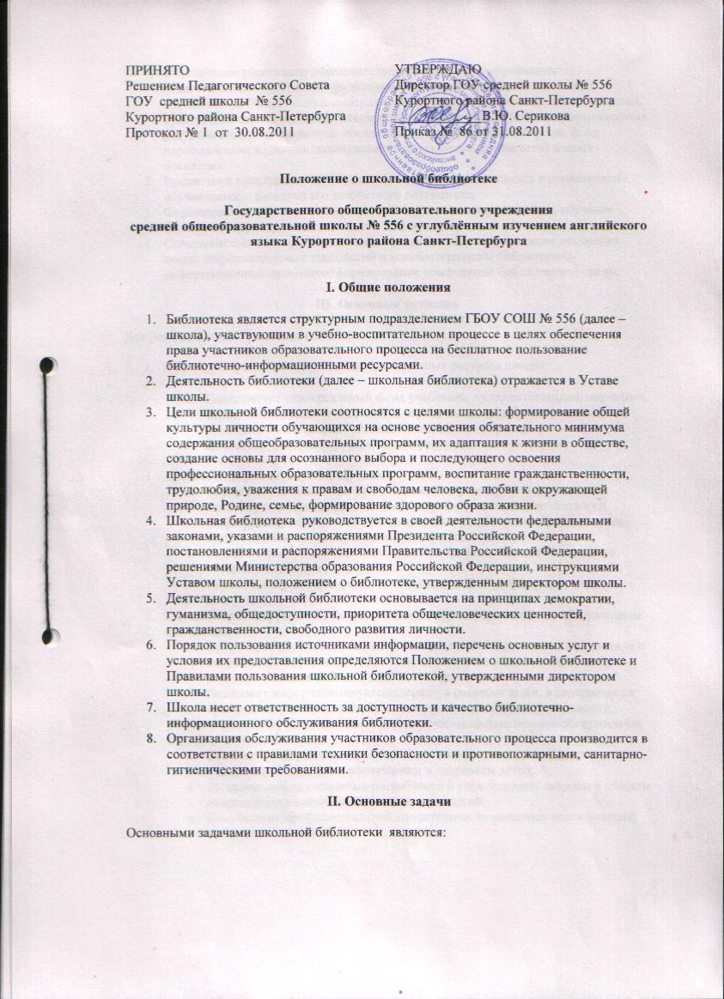 ПРИНЯТО
Решением Педагогического Совета
ГОУ средней школы № 556
Курортного района Санкт-Петербурга
Протокол № 1 от 30.08.2011
УТВЕРЖДАЮ
Директор ГОУ средней школы № 556
Курортного района Санкт-Петербурга
В.Ю. Серикова
Приказ № 86 от 31.08.2011
Положение о школьной библиотеке
Государственного общеобразовательного учреждения
средней общеобразовательной школы № 556 с углублённым изучением английского
языка Курортного района Санкт-Петербурга
I. Общие положения
1. Библиотека является структурным подразделением ГБОУ СОШ № 556 (далее –
школа), участвующим в учебно-воспитательном процессе в целях обеспечения
права участников образовательного процесса на бесплатное пользование
библиотечно-информационными ресурсами.
2. Деятельность библиотеки (далее – школьная библиотека) отражается в Уставе
школы.
3. Цели школьной библиотеки соотносятся с целями школы: формирование общей
культуры личности обучающихся на основе усвоения обязательного минимума
содержания общеобразовательных программ, их адаптация к жизни в обществе,
создание основы для осознанного выбора и последующего освоения
профессиональных образовательных программ, воспитание гражданственности,
трудолюбия, уважения к правам и свободам человека, любви к окружающей
природе, Родине, семье, формирование здорового образа жизни.
4. Школьная библиотека руководствуется в своей деятельности федеральными
законами, указами и распоряжениями Президента Российской Федерации,
постановлениями и распоряжениями Правительства Российской Федерации,
решениями Министерства образования Российской Федерации, инструкциями
Уставом школы, положением о библиотеке, утвержденным директором школы.
5. Деятельность школьной библиотеки основывается на принципах демократии,
гуманизма, общедоступности, приоритета общечеловеческих ценностей,
гражданственности, свободного развития личности.
6. Порядок пользования источниками информации, перечень основных услуг и
условия их предоставления определяются Положением о школьной библиотеке и
Правилами пользования школьной библиотекой, утвержденными директором
школы.
7. Школа несет ответственность за доступность и качество библиотечно-
информационного обслуживания библиотеки.
8. Организация обслуживания участников образовательного процесса производится в
соответствии с правилами техники безопасности и противопожарными, санитарно-
гигиеническими требованиями.
II. Основные задачи
Основными задачами школьной библиотеки являются: